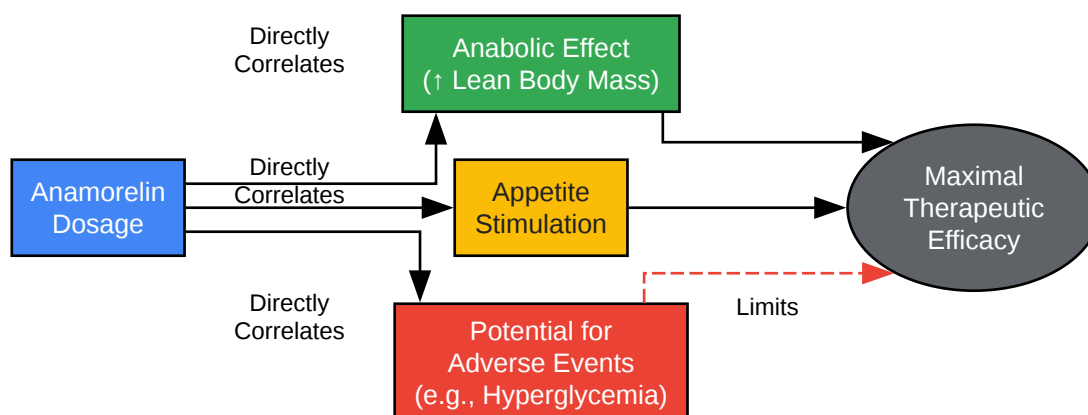 Directly
Correlates
Anabolic Effect
(↑ Lean Body Mass)
Anamorelin
Dosage
Directly
Correlates
Appetite
Stimulation
Maximal
Therapeutic
Efficacy
Directly
Correlates
Potential for
Adverse Events
(e.g., Hyperglycemia)
Limits